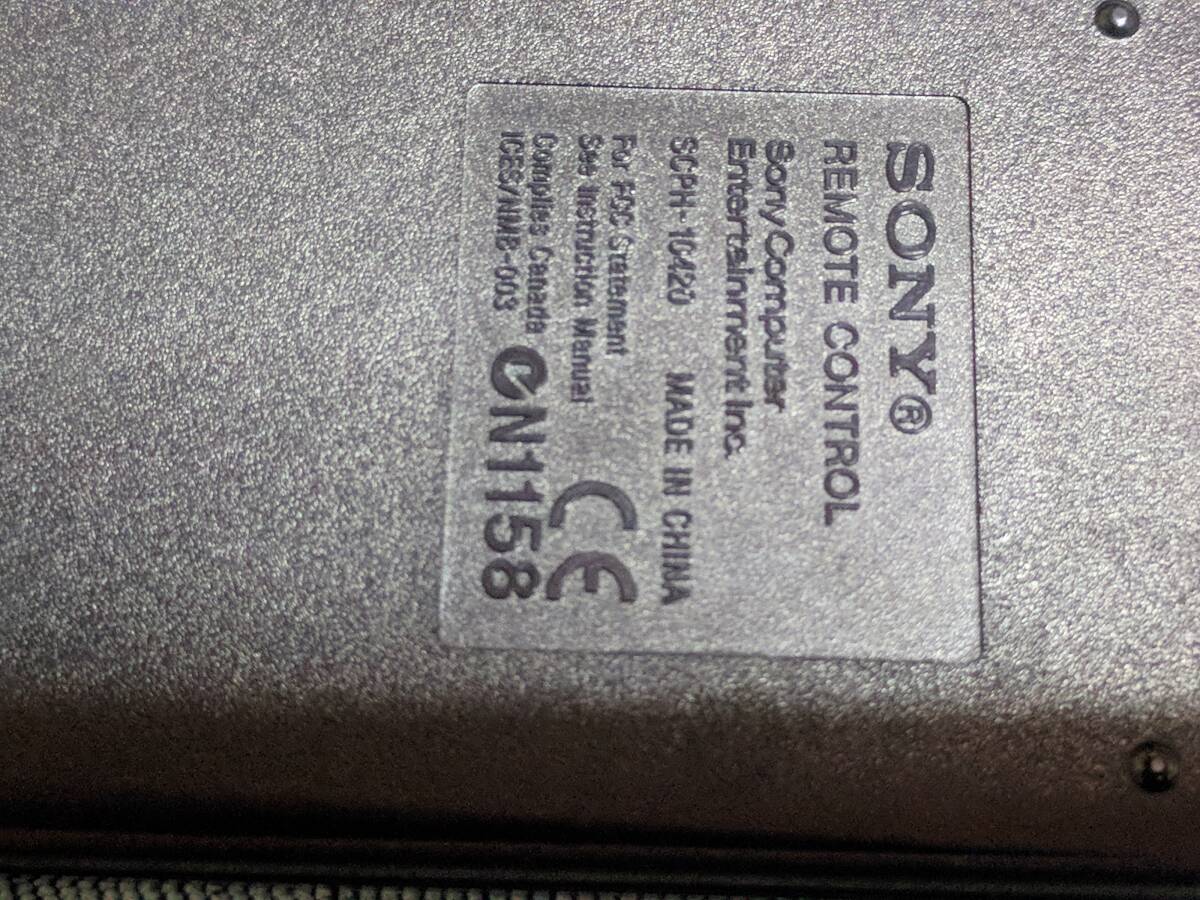 SONY®
REMOTE CONTROL
Sony Computer
Entertainment Inc.
SCPH-10420 MADE IN CHINA
For FCC Statement
See Instruction Manual
Complies Canada
ICES/NMB-003
CE
N1158